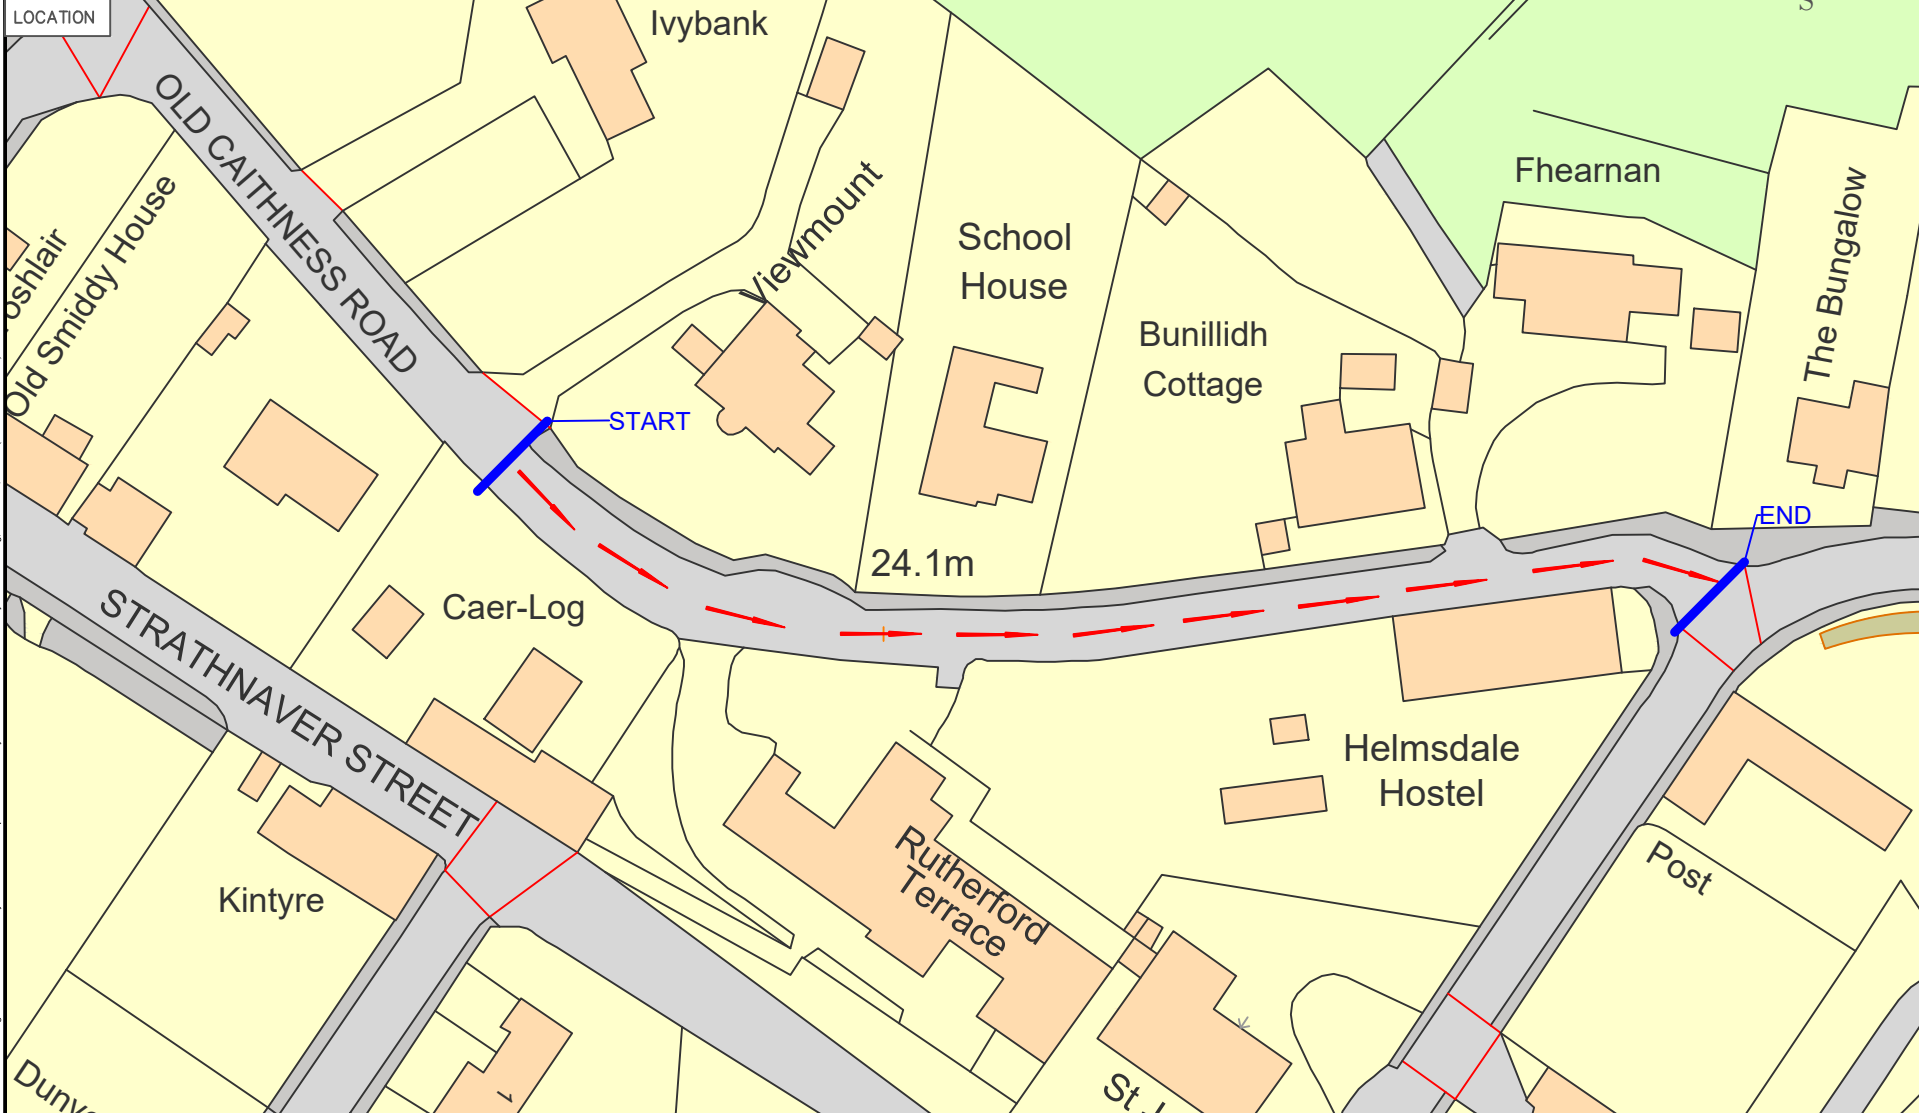 LOCATION
Ivybank
S
OLD CAITHNESS ROAD
Fhearnan
The Bungalow
Viewmount
School
House
Old Smiddy House
Bunillidh
Cottage
START
END
24.1m
STRATHNAVER STREET
Caer-Log
Helmsdale
Hostel
Rutherford
Terrace
Post
Kintyre